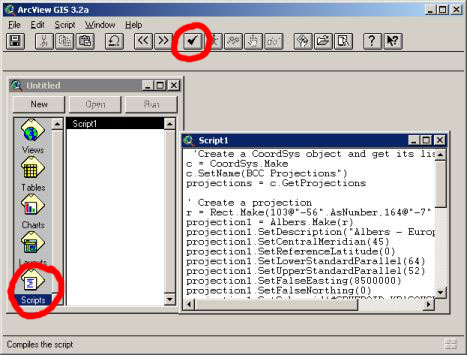 ArcView GIS 3.2a
File Edit Script Window Help
Untitled
New Open Run
Views
Tables
Charts
Layouts
Scripts
Script1
Script1
'Create a CoordSys object and get its lis
c = CoordSys.Make
c.SetName(BCC Projections")
projections = c.GetProjections
' Create a projection
r = Rect.Make(103@"-56".AsNumber,164@"-7"
projection1 = Albers Make(r)
projection1.SetDescription("Albers - Europ
projection1.SetCentralMeridian(45)
projection1.SetReferenceLatitude(0)
projection1.SetLowerStandardParallel(64)
projection1.SetUpperStandardParallel(52)
projection1.SetFalseEasting(8500000)
projection1.SetFalseNorthing(0)
Compiles the script